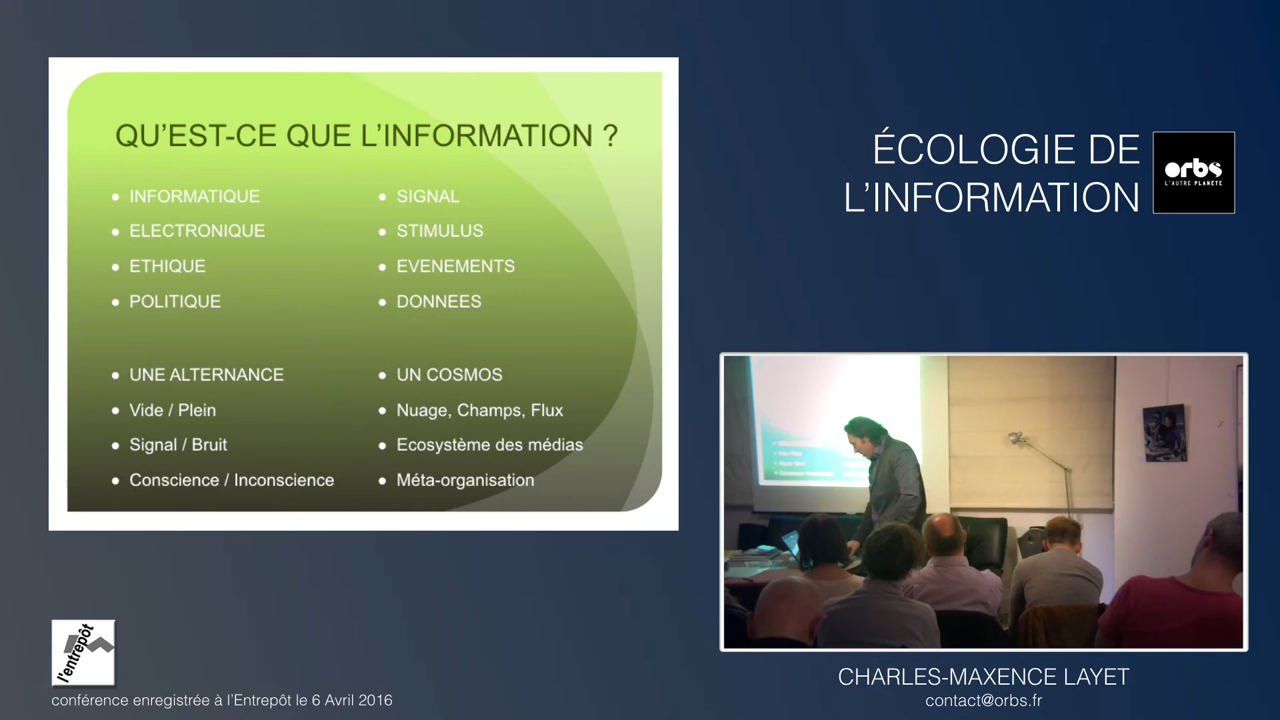 QU'EST-CE QUE L'INFORMATION ?
INFORMATIQUE
ELECTRONIQUE
ETHIQUE
POLITIQUE
UNE ALTERNANCE
Vide / Plein
Signal / Bruit
Conscience / Inconscience
SIGNAL
STIMULUS
EVENEMENTS
DONNEES
UN COSMOS
Nuage, Champs, Flux
Ecosystème des médias
Méta-organisation
ÉCOLOGIE DE
L'INFORMATION
orbs
L'AUTRE PLANÈTE
CHARLES-MAXENCE LAYET
contact@orbs.fr
l'entrepôt
conférence enregistrée à l'Entrepôt le 6 Avril 2016